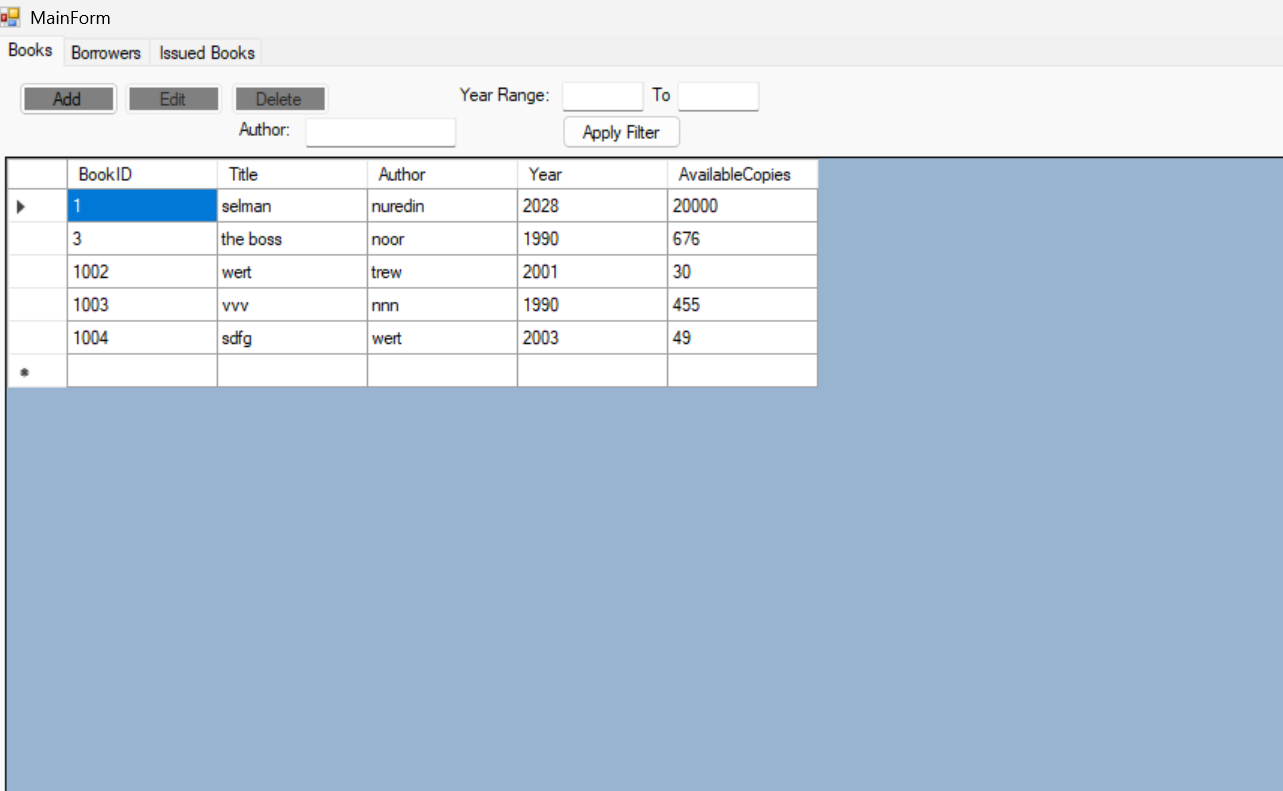 MainForm
Books Borrowers Issued Books
Add Edit Delete Year Range: To
Author: Apply Filter
BookID Title Author Year AvailableCopies
1 selman nuredin 2028 20000
3 the boss noor 1990 676
1002 wert trew 2001 30
1003 vvv nnn 1990 455
1004 sdfg wert 2003 49